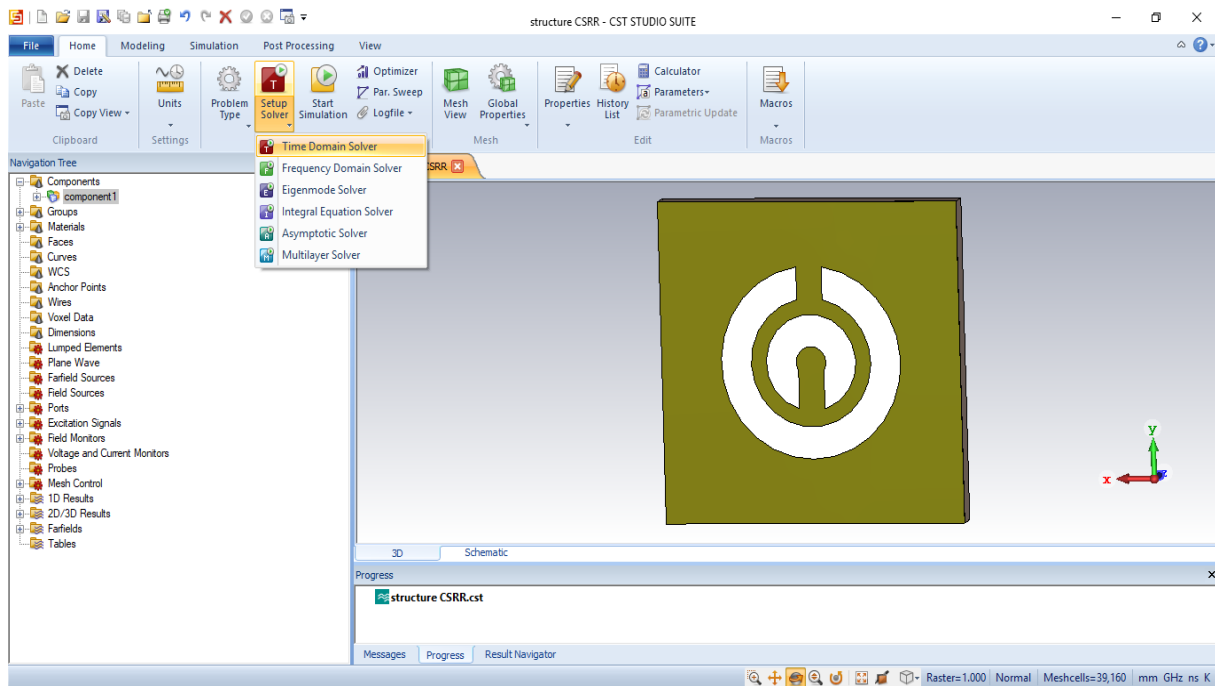 structure CSRR - CST STUDIO SUITE
File Home Modeling Simulation Post Processing View
Paste
Delete
Copy
Copy View
Clipboard
Units
Settings
Problem Type
Setup Solver
Start Simulation
Optimizer
Par. Sweep
Logfile
Mesh View
Global Properties
Mesh
Properties
History List
Calculator
Parameters
Parametric Update
Edit
Macros
Macros
T
Time Domain Solver
Frequency Domain Solver
Eigenmode Solver
Integral Equation Solver
Asymptotic Solver
Multilayer Solver
Navigation Tree
Components
component1
Groups
Materials
Faces
Curves
WCS
Anchor Points
Wires
Voxel Data
Dimensions
Lumped Elements
Plane Wave
Farfield Sources
Field Sources
Ports
Excitation Signals
Field Monitors
Voltage and Current Monitors
Probes
Mesh Control
1D Results
2D/3D Results
Farfields
Tables
CSRR
y
x
z
3D Schematic
Progress
structure CSRR.cst
Messages Progress Result Navigator
Raster=1.000 Normal Meshcells=39,160 mm GHz ns K